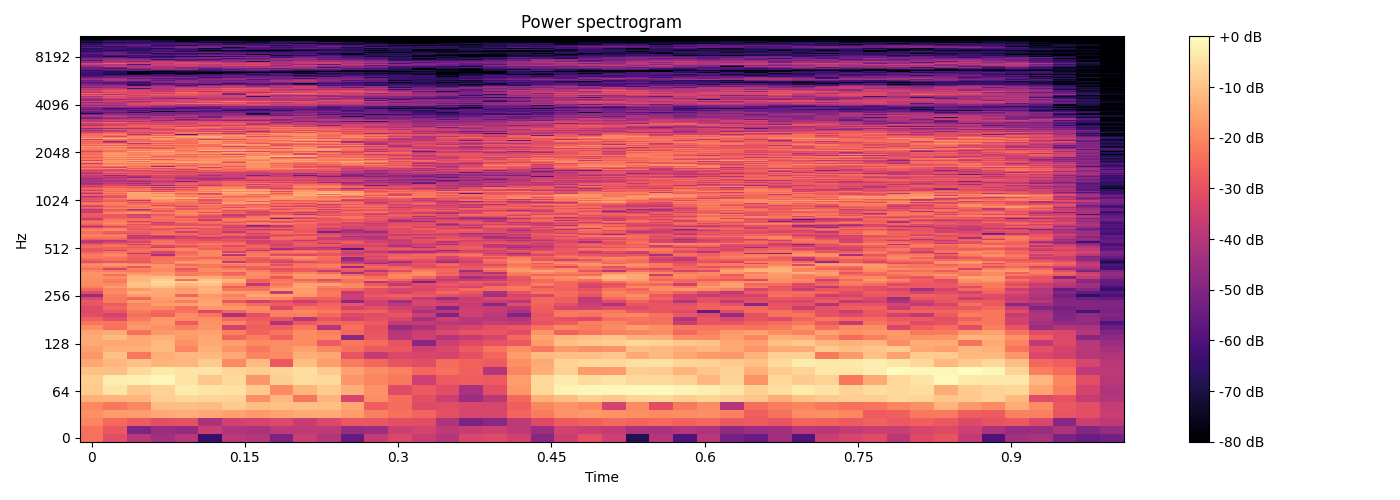 Power spectrogram
Hz
8192
4096
2048
1024
512
256
128
64
0
0 0.15 0.3 0.45 0.6 0.75 0.9
Time
+0 dB
-10 dB
-20 dB
-30 dB
-40 dB
-50 dB
-60 dB
-70 dB
-80 dB